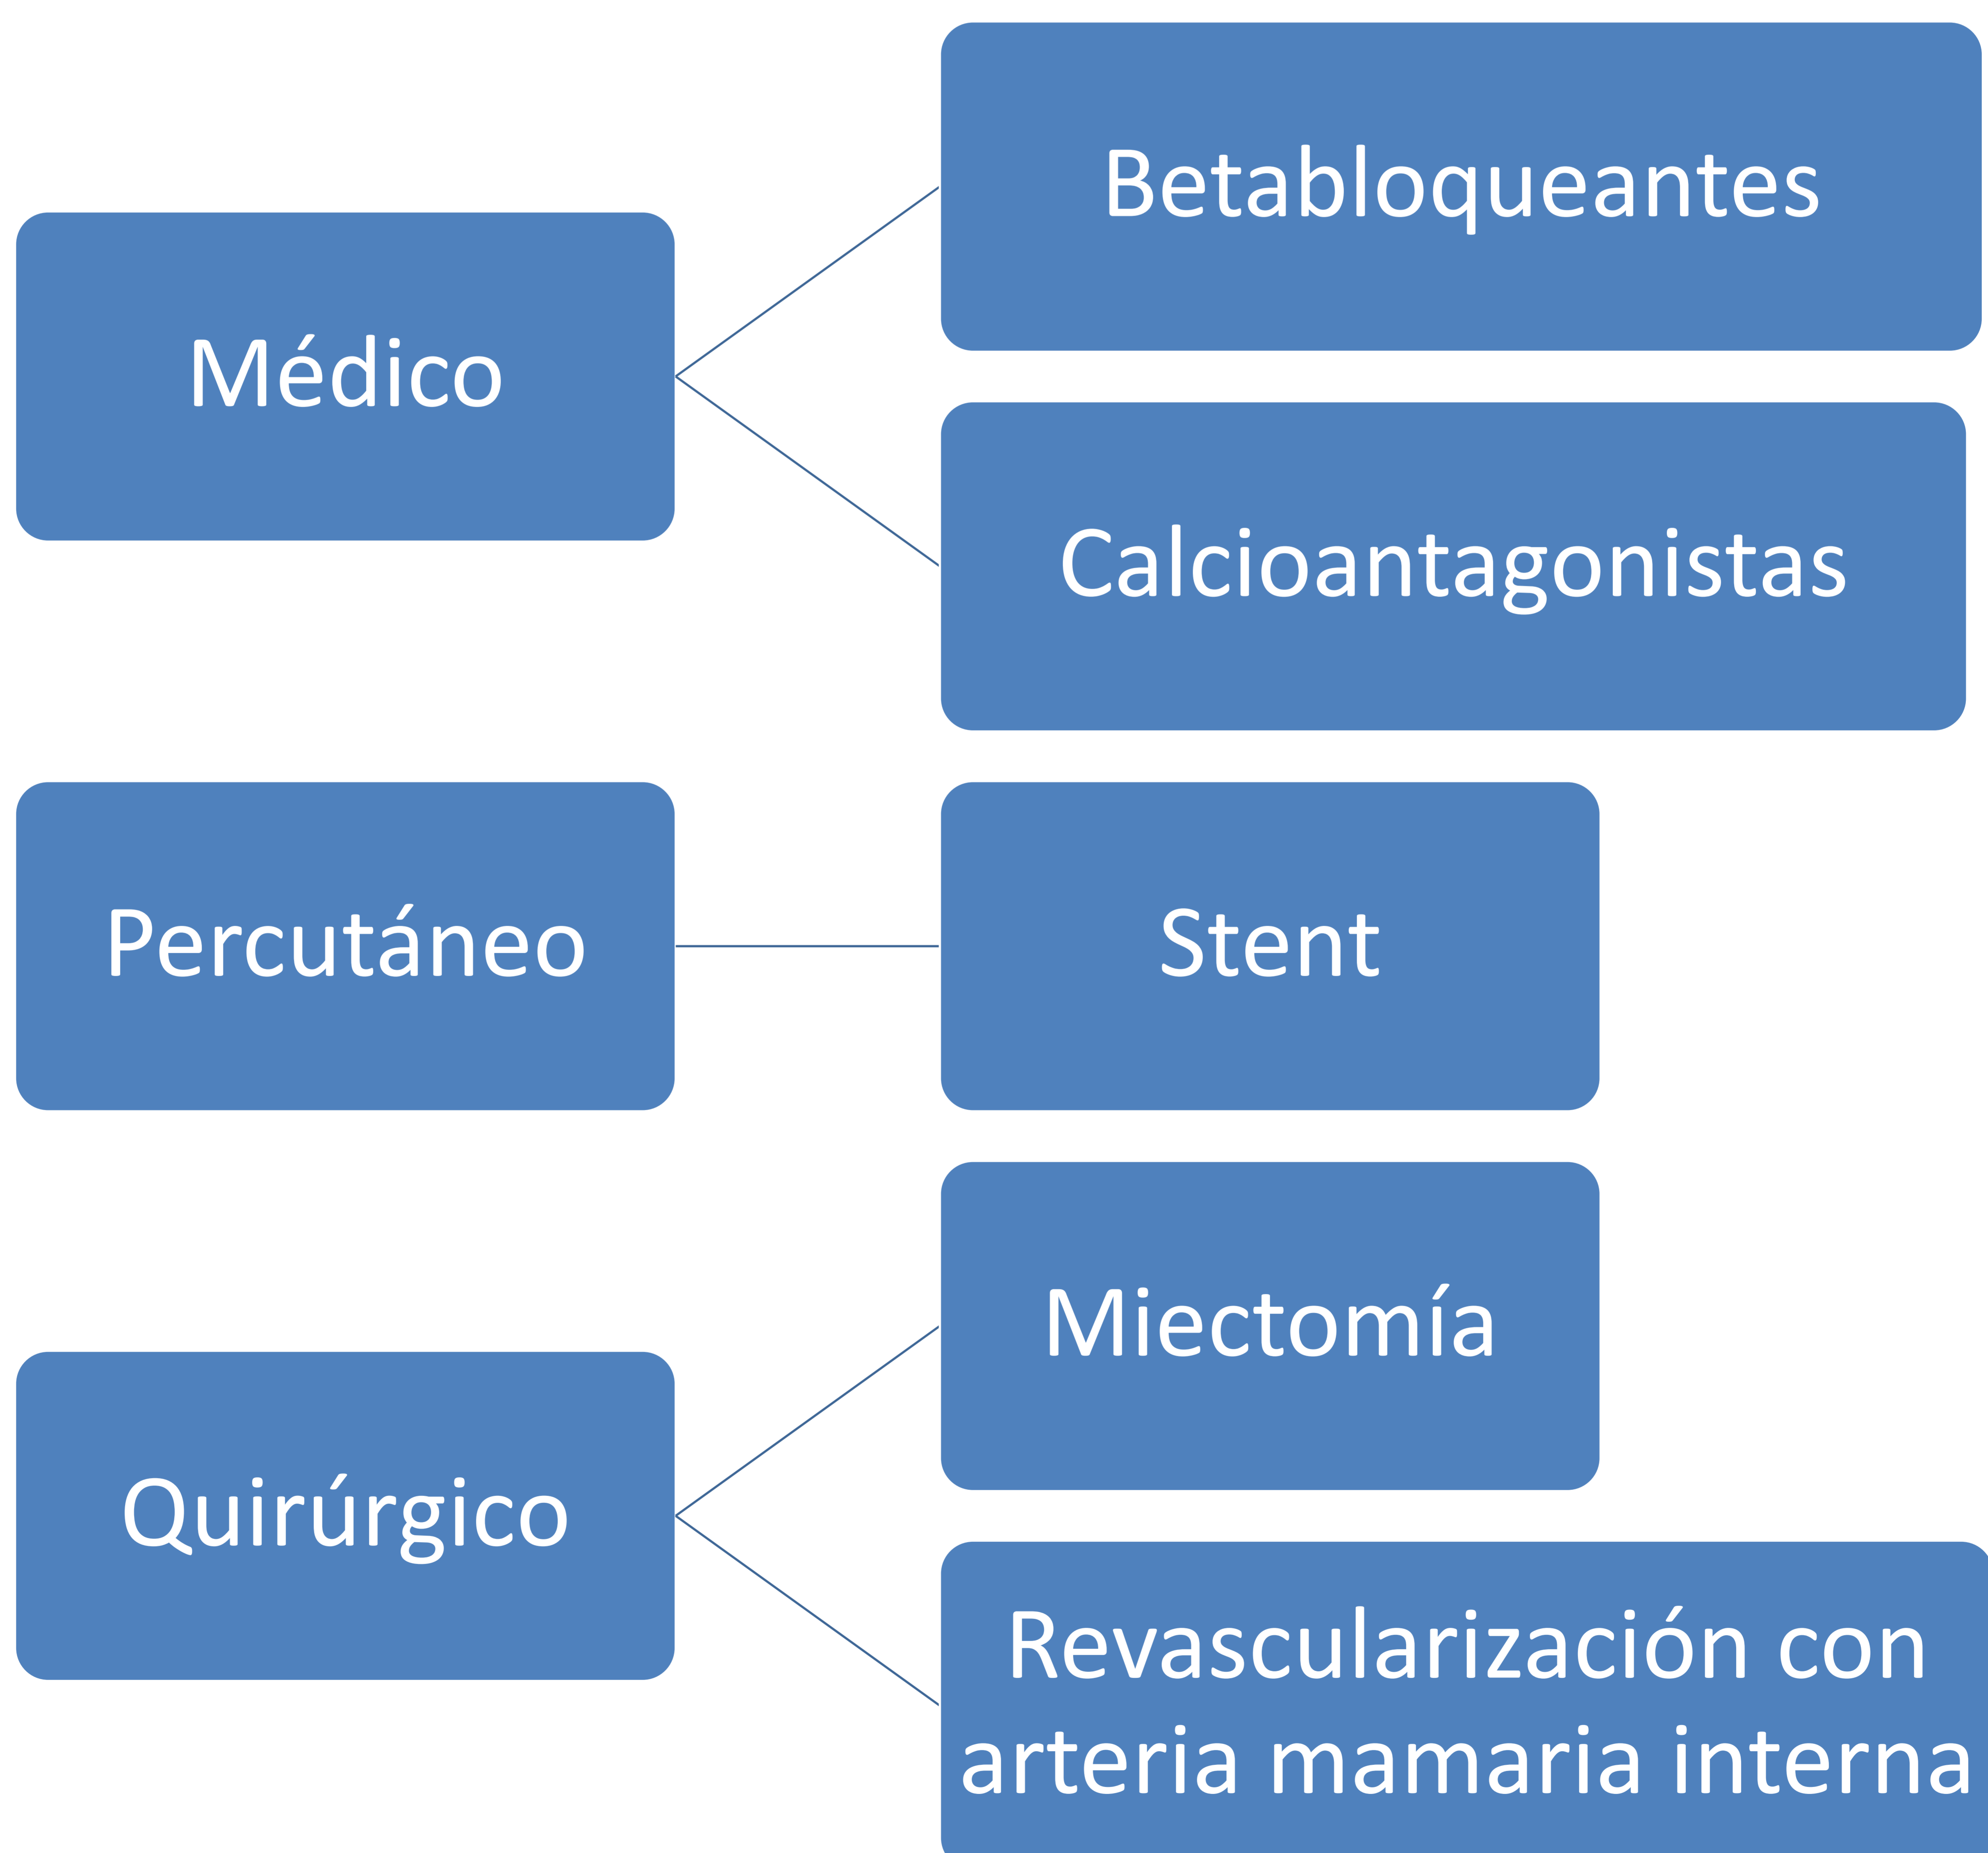 Médico
Betabloqueantes
Calcioantagonistas
Percutáneo
Stent
Quirúrgico
Miectomía
Revascularización con
arteria mamaria interna